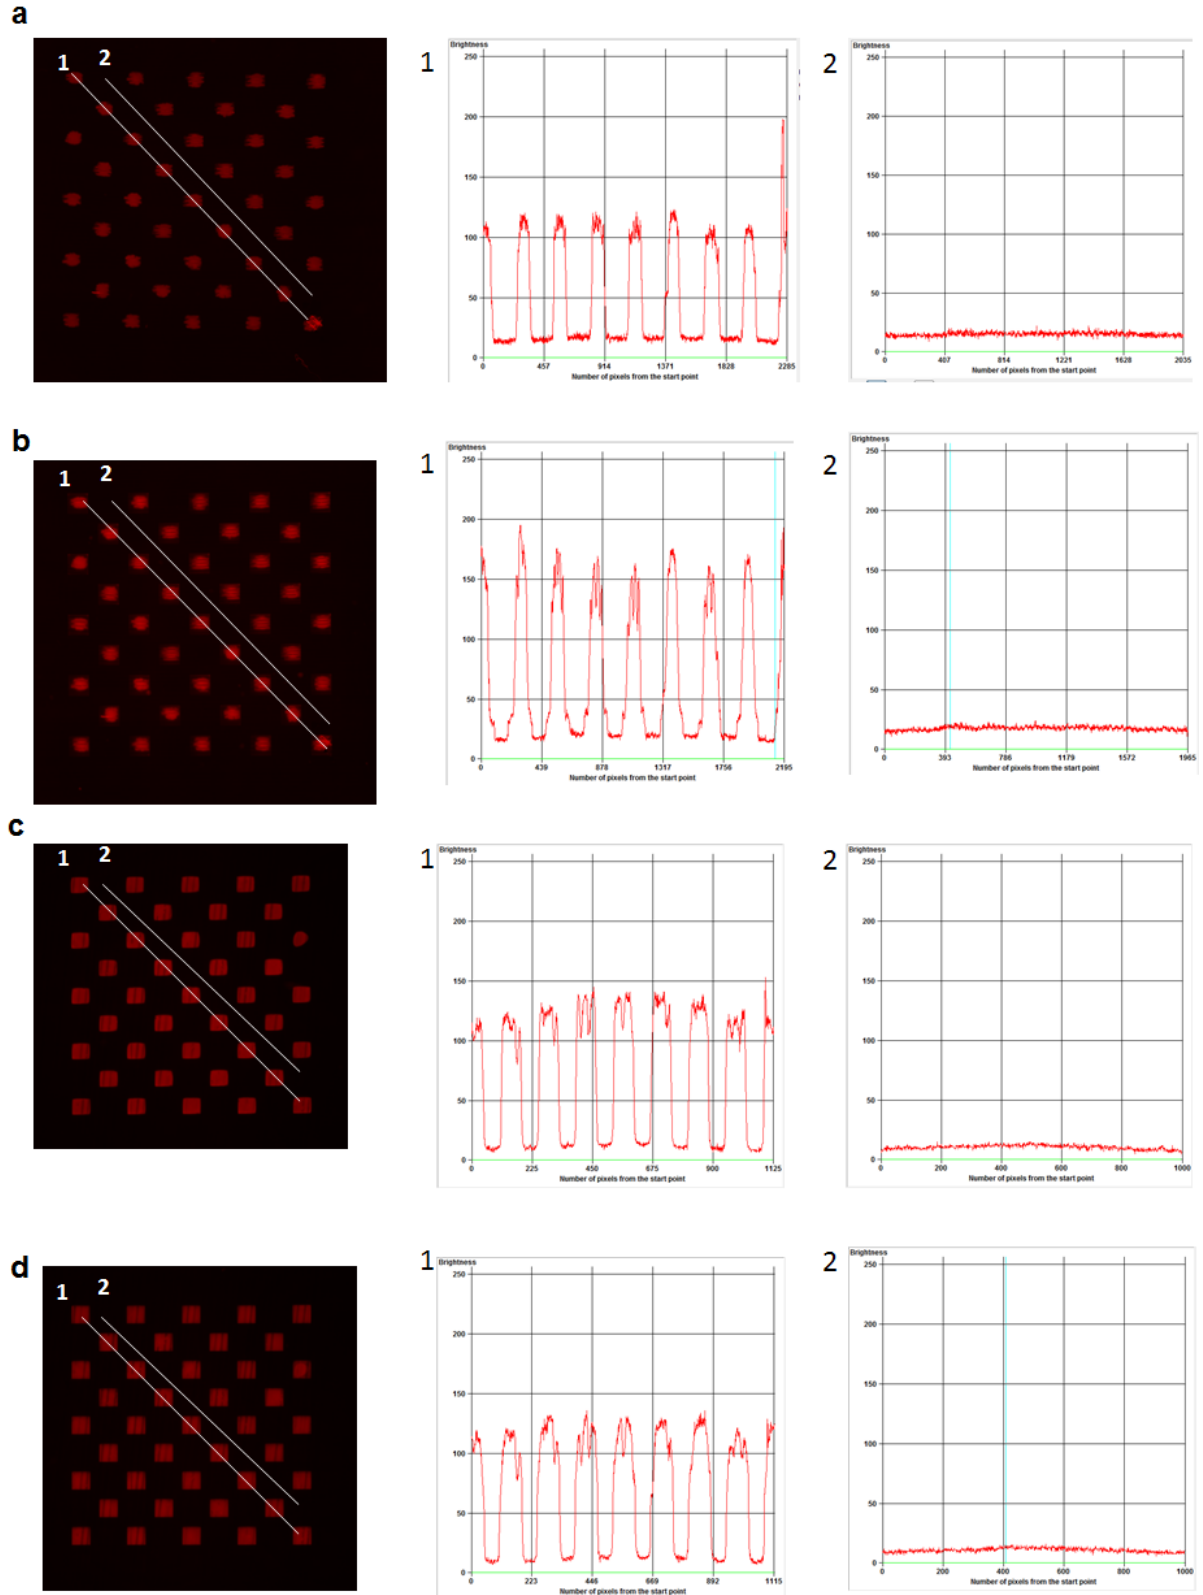 a
1 2
1
Brightness
250
200
150
100
50
0
0 457 914 1371 1828 2285
Number of pixels from the start point
2
Brightness
250
200
150
100
50
0
0 407 814 1221 1628 2035
Number of pixels from the start point
b
1 2
1
Brightness
250
200
150
100
50
0
0 439 878 1317 1756 2195
Number of pixels from the start point
2
Brightness
250
200
150
100
50
0
0 393 786 1179 1572 1965
Number of pixels from the start point
c
1 2
1
Brightness
250
200
150
100
50
0
0 225 450 675 900 1125
Number of pixels from the start point
2
Brightness
250
200
150
100
50
0
0 200 400 600 800 1000
Number of pixels from the start point
d
1 2
1
Brightness
250
200
150
100
50
0
0 223 446 669 892 1115
Number of pixels from the start point
2
Brightness
250
200
150
100
50
0
0 200 400 600 800 1000
Number of pixels from the start point